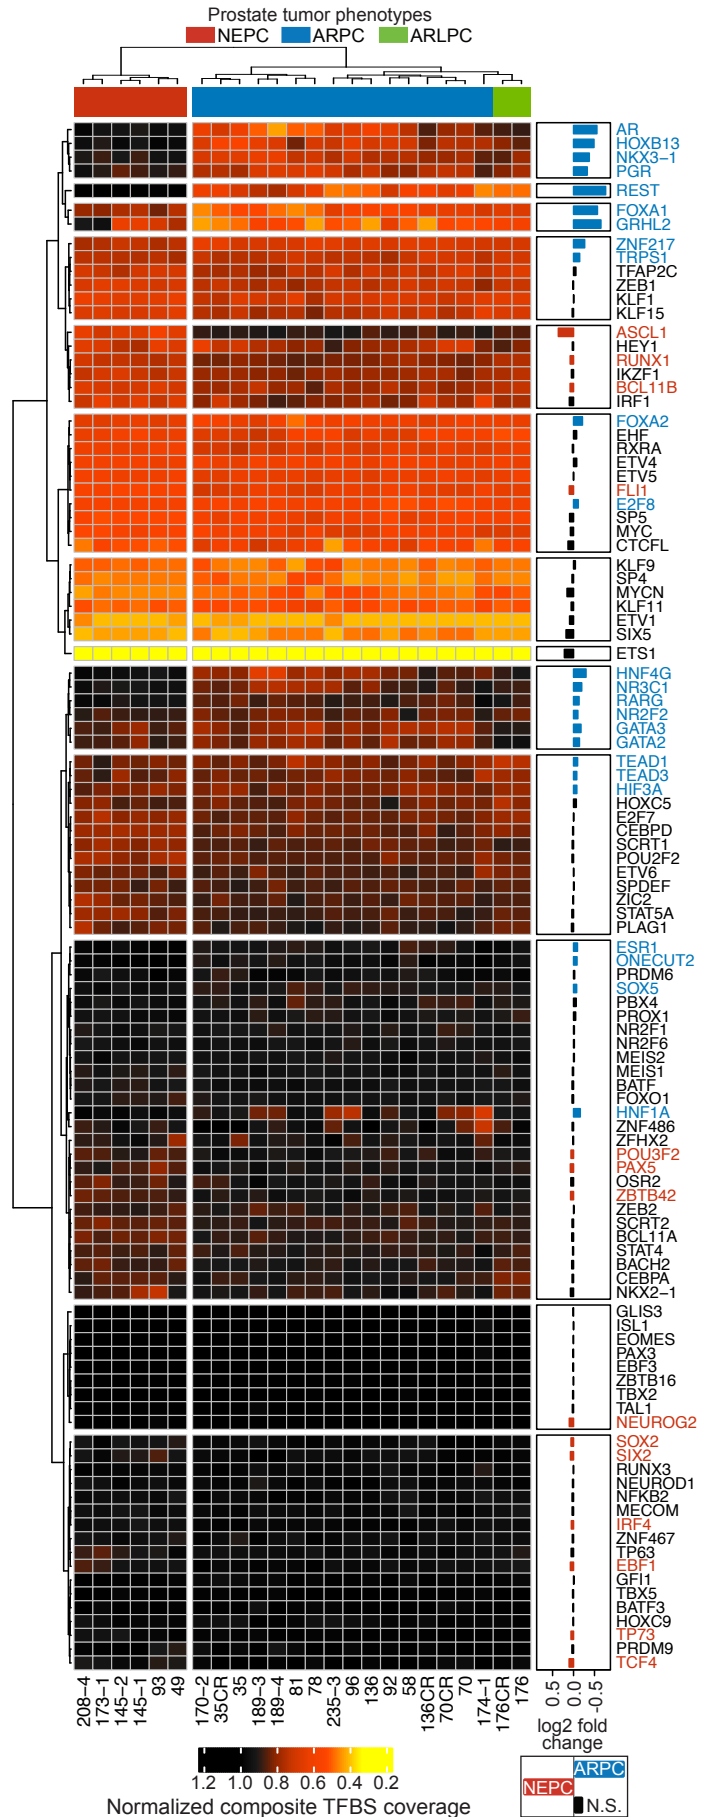 Prostate tumor phenotypes
NEPC ARPC ARLPC
AR
HOXB13
NKX3-1
PGR
REST
FOXA1
GRHL2
ZNF217
TRPS1
TFAP2C
ZEB1
KLF1
KLF15
ASCL1
HEY1
RUNX1
IKZF1
BCL11B
IRF1
FOXA2
EHF
RXRA
ETV4
ETV5
FLI1
E2F8
SP5
MYC
CTCFL
KLF9
SP4
MYCN
KLF11
ETV1
SIX5
ETS1
HNF4G
NR3C1
RARG
NR2F2
GATA3
GATA2
TEAD1
TEAD3
HIF3A
HOXC5
E2F7
CEBPD
SCRT1
POU2F2
ETV6
SPDEF
ZIC2
STAT5A
PLAG1
ESR1
ONECUT2
PRDM6
SOX5
PBX4
PROX1
NR2F1
NR2F6
MEIS2
MEIS1
BATF
FOXO1
HNF1A
ZNF486
ZFHX2
POU3F2
PAX5
OSR2
ZBTB42
ZEB2
SCRT2
BCL11A
STAT4
BACH2
CEBPA
NKX2-1
GLIS3
ISL1
EOMES
PAX3
EBF3
ZBTB16
TBX2
TAL1
NEUROG2
SOX2
SIX2
RUNX3
NEUROD1
NFKB2
MECOM
IRF4
ZNF467
TP63
EBF1
GFI1
TBX5
BATF3
HOXC9
TP73
PRDM9
TCF4
208-4 173-1 145-2 145-1 93 49 170-2 35CR 35 189-3 189-4 81 78 235-3 96 136 92 58 136CR 70CR 70 174-1 176CR 176
0.5 0.0 -0.5
log2 fold
change
1.2 1.0 0.8 0.6 0.4 0.2
Normalized composite TFBS coverage
ARPC
NEPC
N.S.